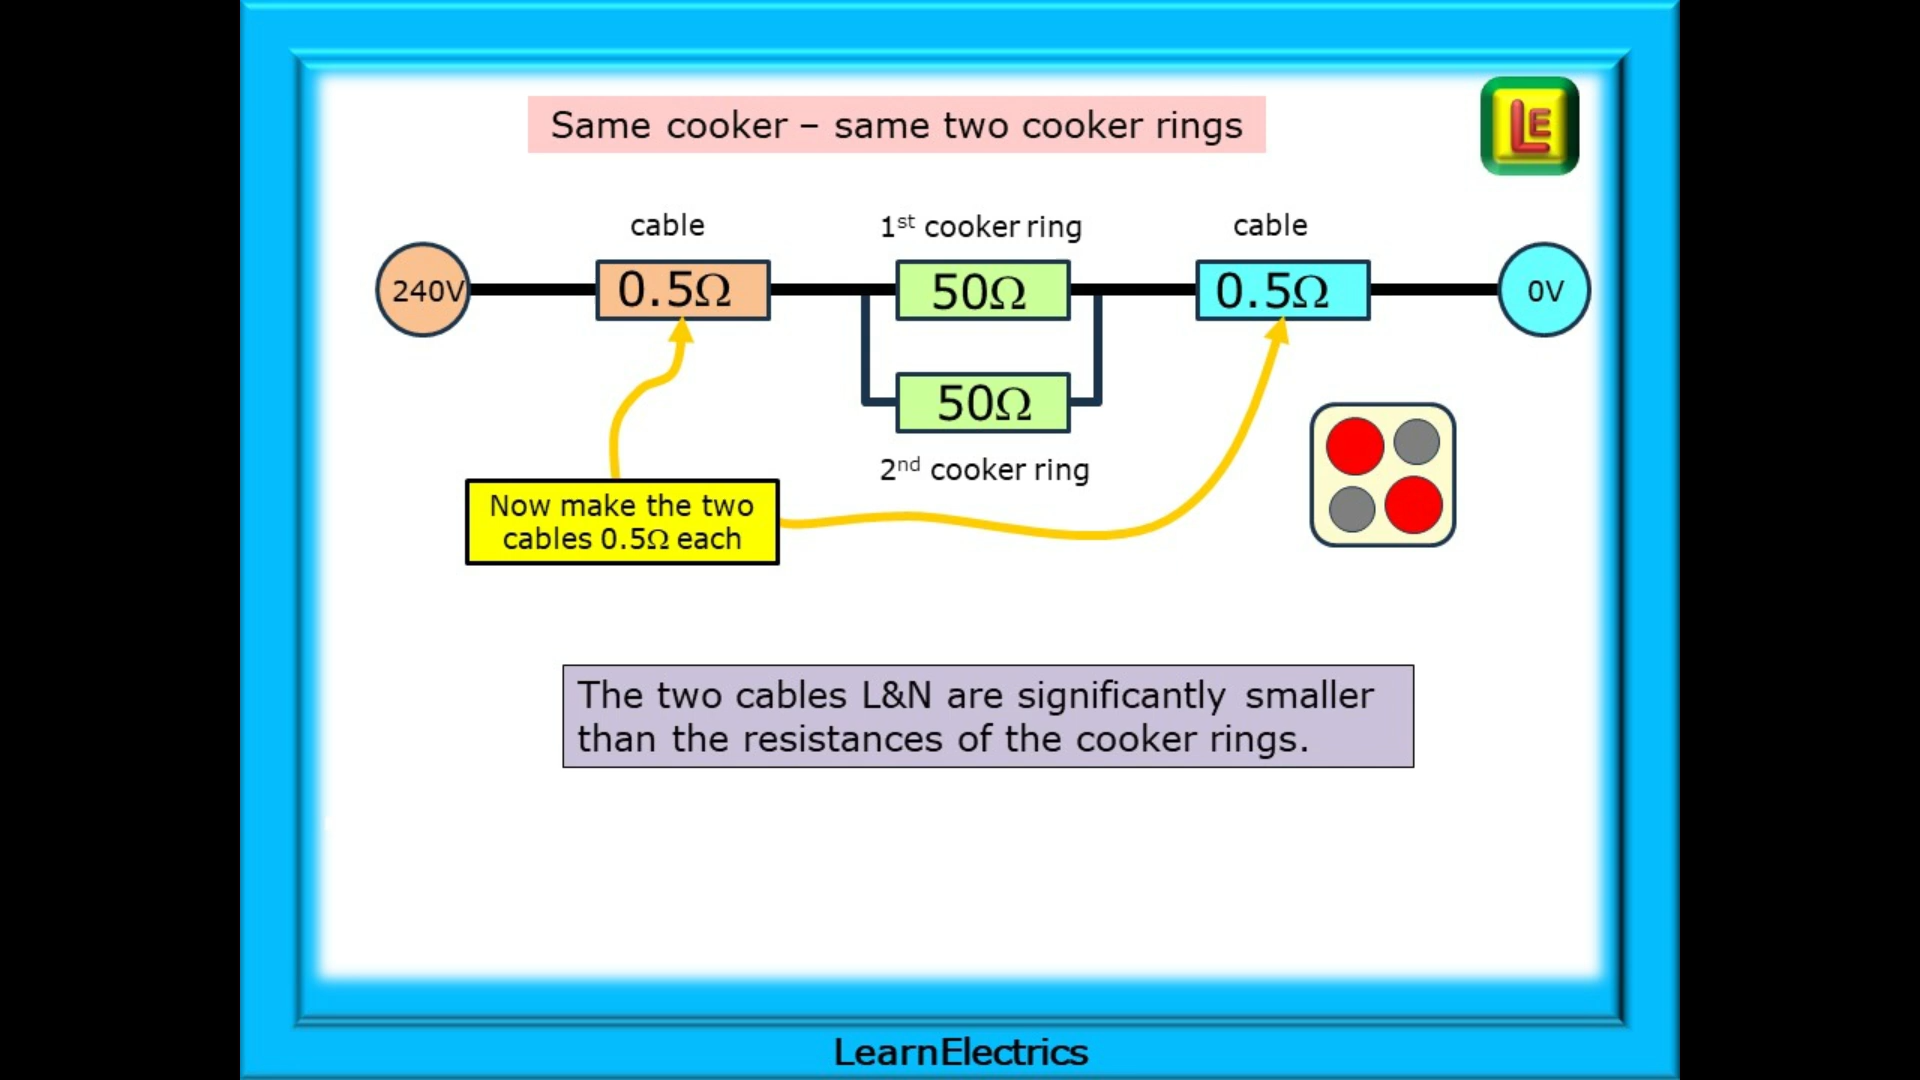 Same cooker – same two cooker rings
LE
cable
1st cooker ring
cable
240V
0.5Ω
50Ω
0.5Ω
0V
50Ω
2nd cooker ring
Now make the two
cables 0.5Ω each
The two cables L&N are significantly smaller
than the resistances of the cooker rings.
LearnElectrics